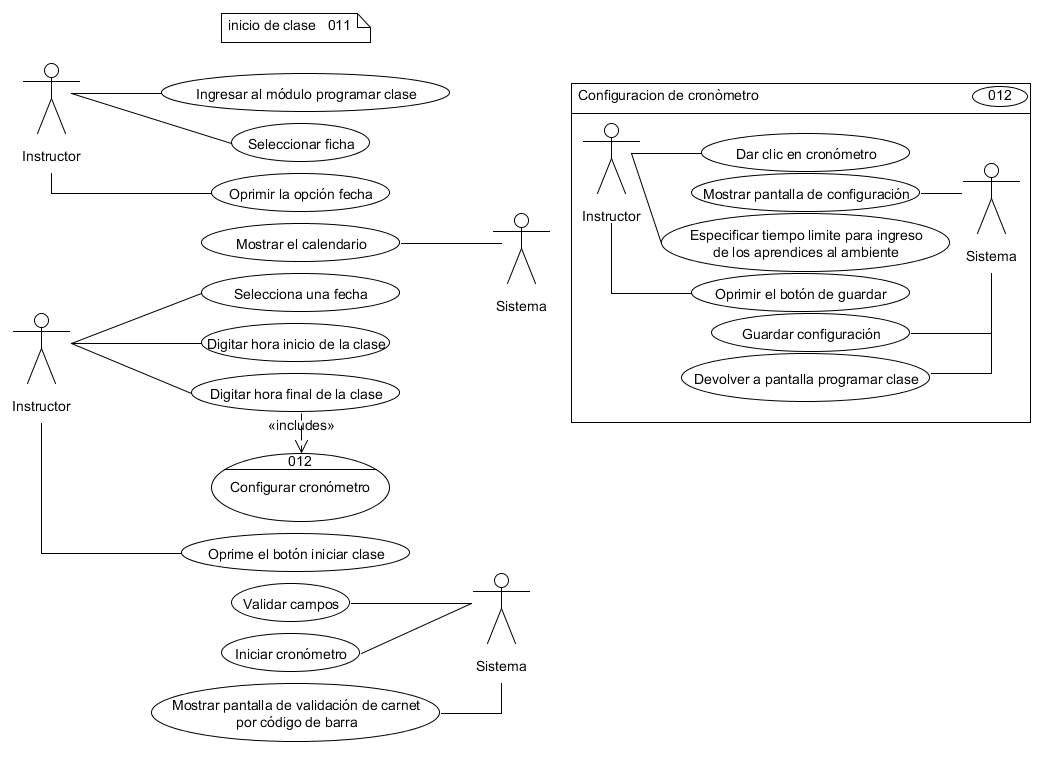 inicio de clase 011
Instructor
Ingresar al módulo programar clase
Seleccionar ficha
Oprimir la opción fecha
Mostrar el calendario
Sistema
Instructor
Selecciona una fecha
Digitar hora inicio de la clase
Digitar hora final de la clase
«includes»
012
Configurar cronómetro
Oprime el botón iniciar clase
Validar campos
Iniciar cronómetro
Sistema
Mostrar pantalla de validación de carnet
por código de barra
Configuracion de cronòmetro
012
Instructor
Dar clic en cronómetro
Mostrar pantalla de configuración
Sistema
Especificar tiempo limite para ingreso
de los aprendices al ambiente
Oprimir el botón de guardar
Guardar configuración
Devolver a pantalla programar clase